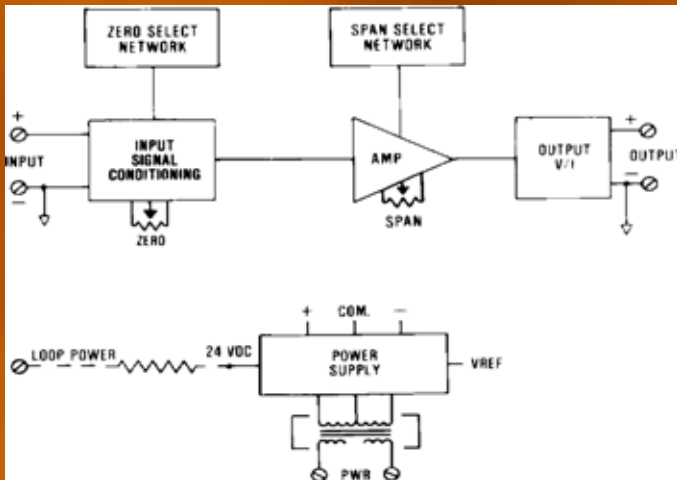 ZERO SELECT
NETWORK
SPAN SELECT
NETWORK
+
INPUT
−
INPUT
SIGNAL
CONDITIONING
ZERO
AMP
SPAN
OUTPUT
V/I
+
OUTPUT
−
+ COM. −
LOOP POWER
24 VDC
POWER
SUPPLY
VREF
PWR